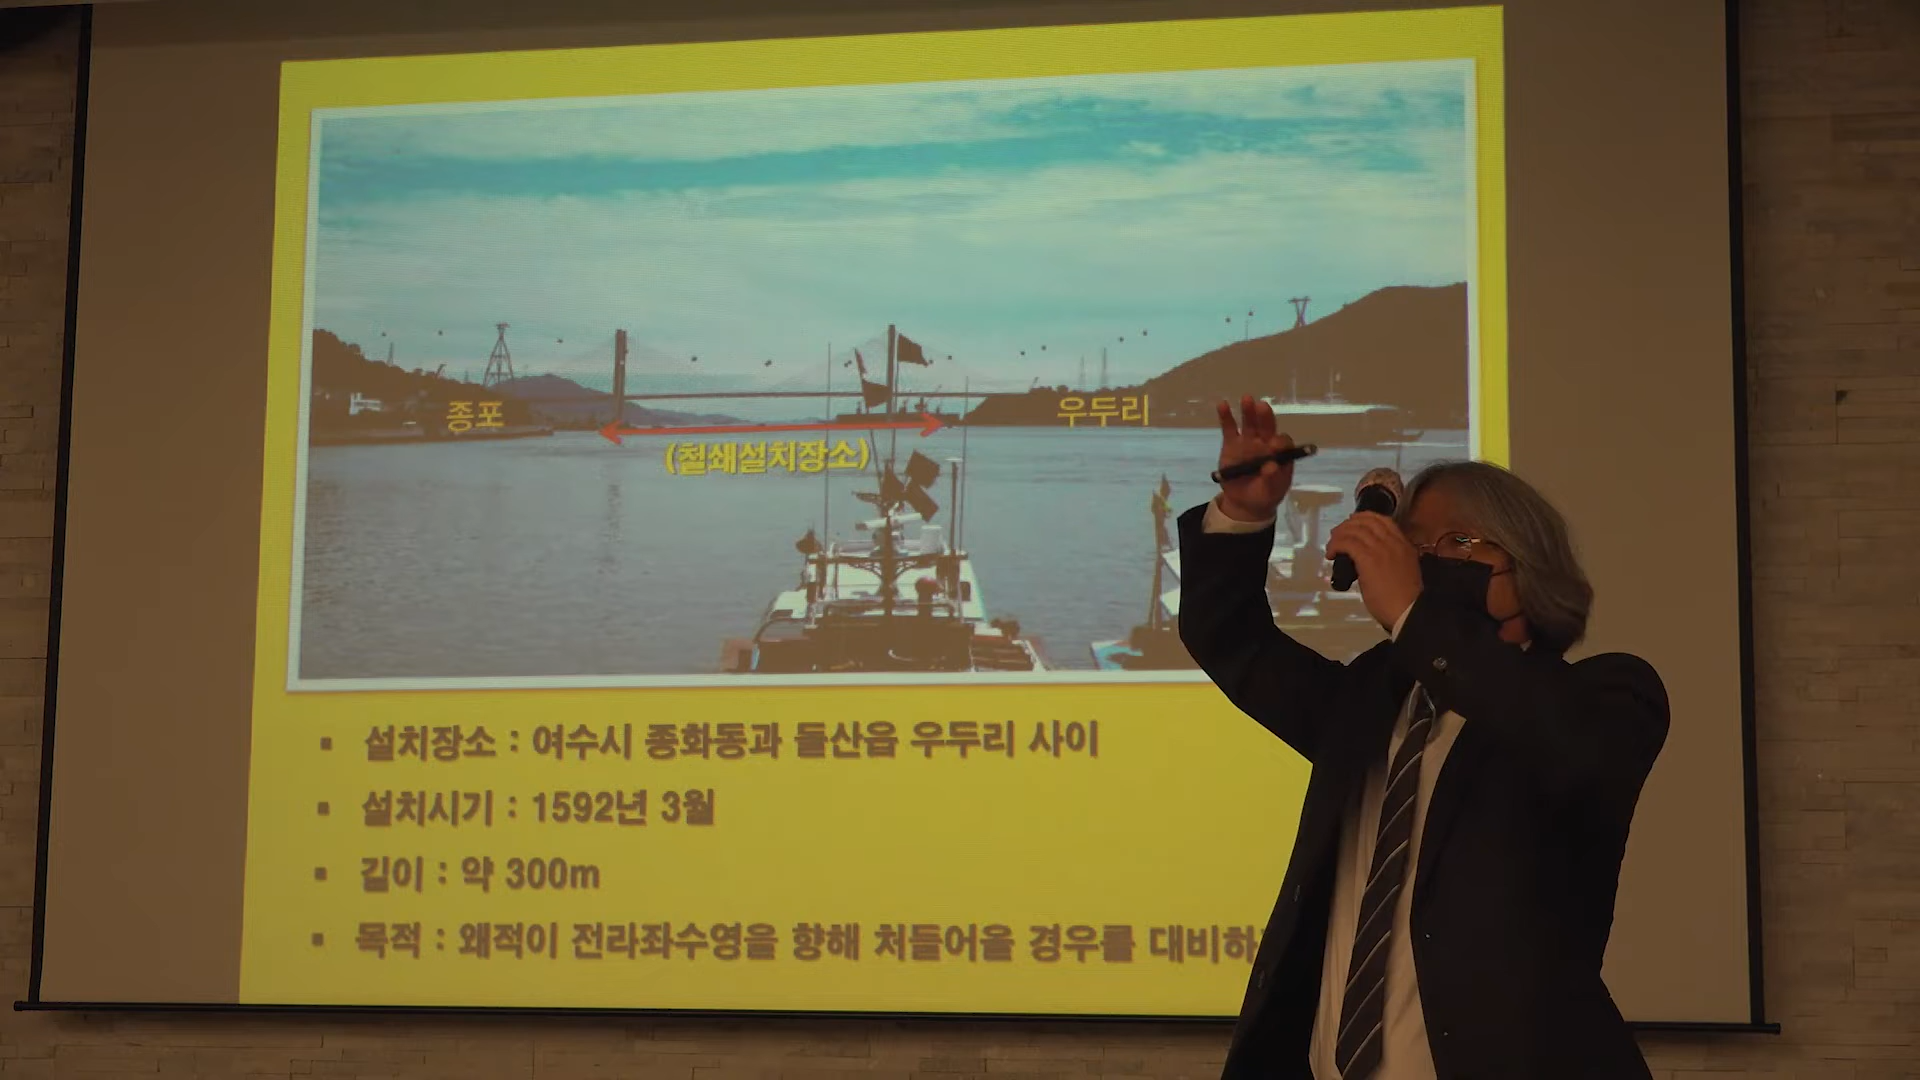 종포
우두리
(철쇄설치장소)
▪ 설치장소 : 여수시 종화동과 돌산읍 우두리 사이
▪ 설치시기 : 1592년 3월
▪ 길이 : 약 300m
▪ 목적 : 왜적이 전라좌수영을 향해 처들어올 경우를 대비하